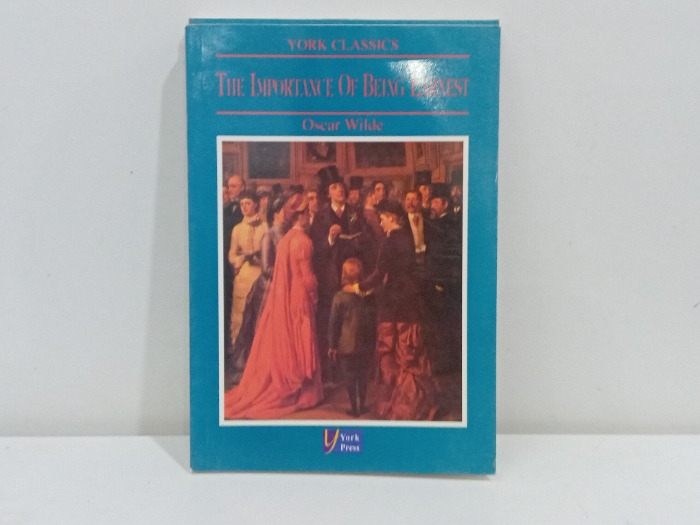 YORK CLASSICS
THE IMPORTANCE OF BEING EARNEST
Oscar Wilde
y York
Press